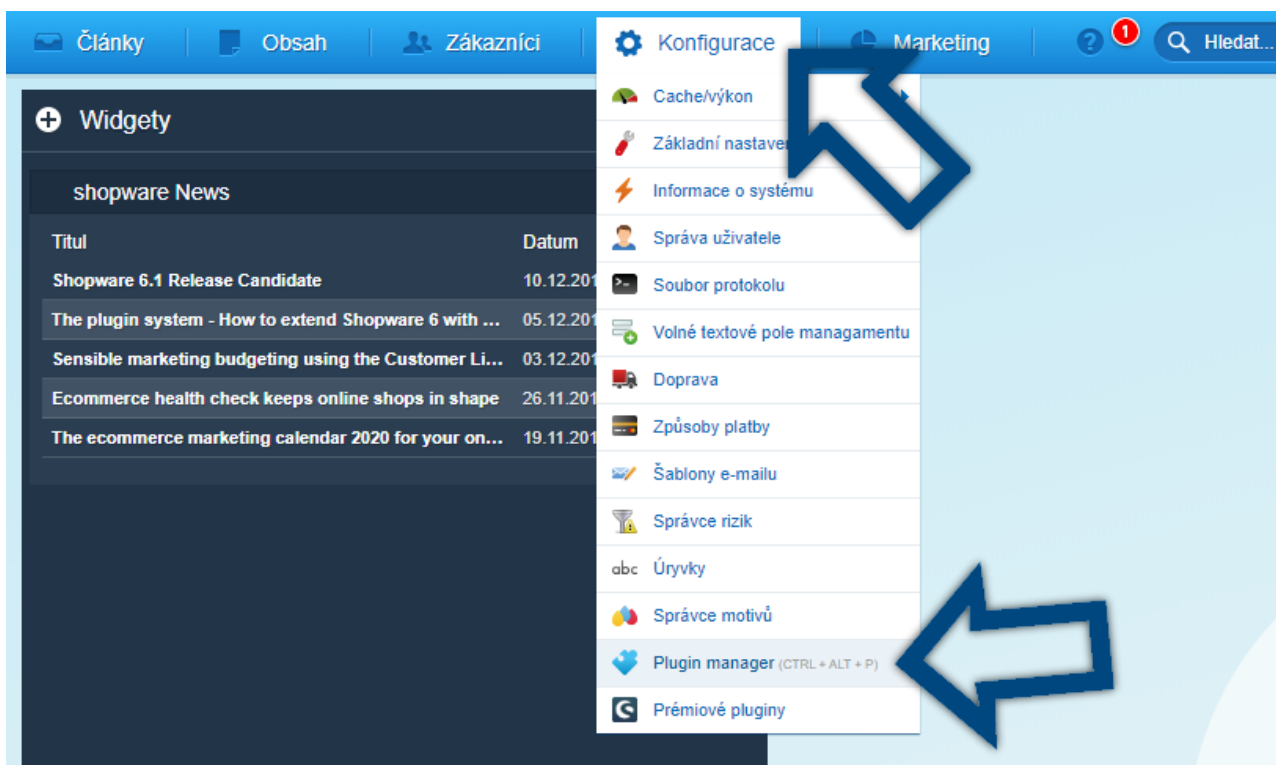 Články
Obsah
Zákazníci
Konfigurace
Marketing
?
1
Hledat...
Widgety
shopware News
Titul Datum
Shopware 6.1 Release Candidate 10.12.201
The plugin system - How to extend Shopware 6 with ... 05.12.201
Sensible marketing budgeting using the Customer Li... 03.12.201
Ecommerce health check keeps online shops in shape 26.11.201
The ecommerce marketing calendar 2020 for your on... 19.11.201
Cache/výkon
Základní nastave
Informace o systému
Správa uživatele
Soubor protokolu
Volné textové pole managamentu
Doprava
Způsoby platby
Šablony e-mailu
Správce rizik
abc Úryvky
Správce motivů
Plugin manager (CTRL + ALT + P)
Prémiové pluginy